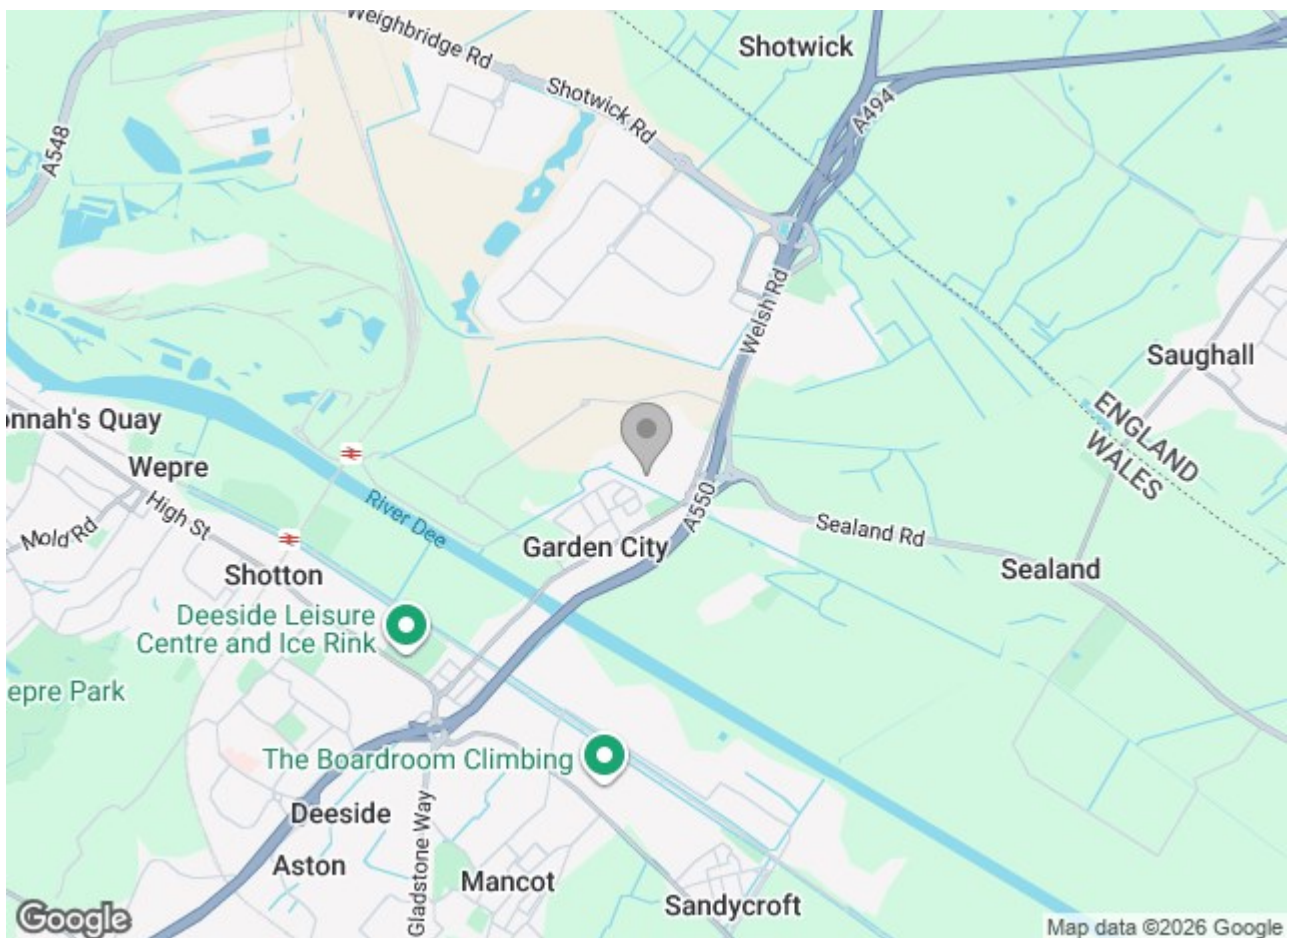 Weighbridge Rd
Shotwick
Shotwick Rd
A494
A548
Welsh Rd
Saughall
ENGLAND
WALES
onnah's Quay
Wepre
High St
Mold Rd
River Dee
A550
Sealand Rd
Garden City
Sealand
Shotton
Deeside Leisure
Centre and Ice Rink
epre Park
The Boardroom Climbing
Deeside
Gladstone Way
Aston
Mancot
Sandycroft
Google
Map data ©2026 Google